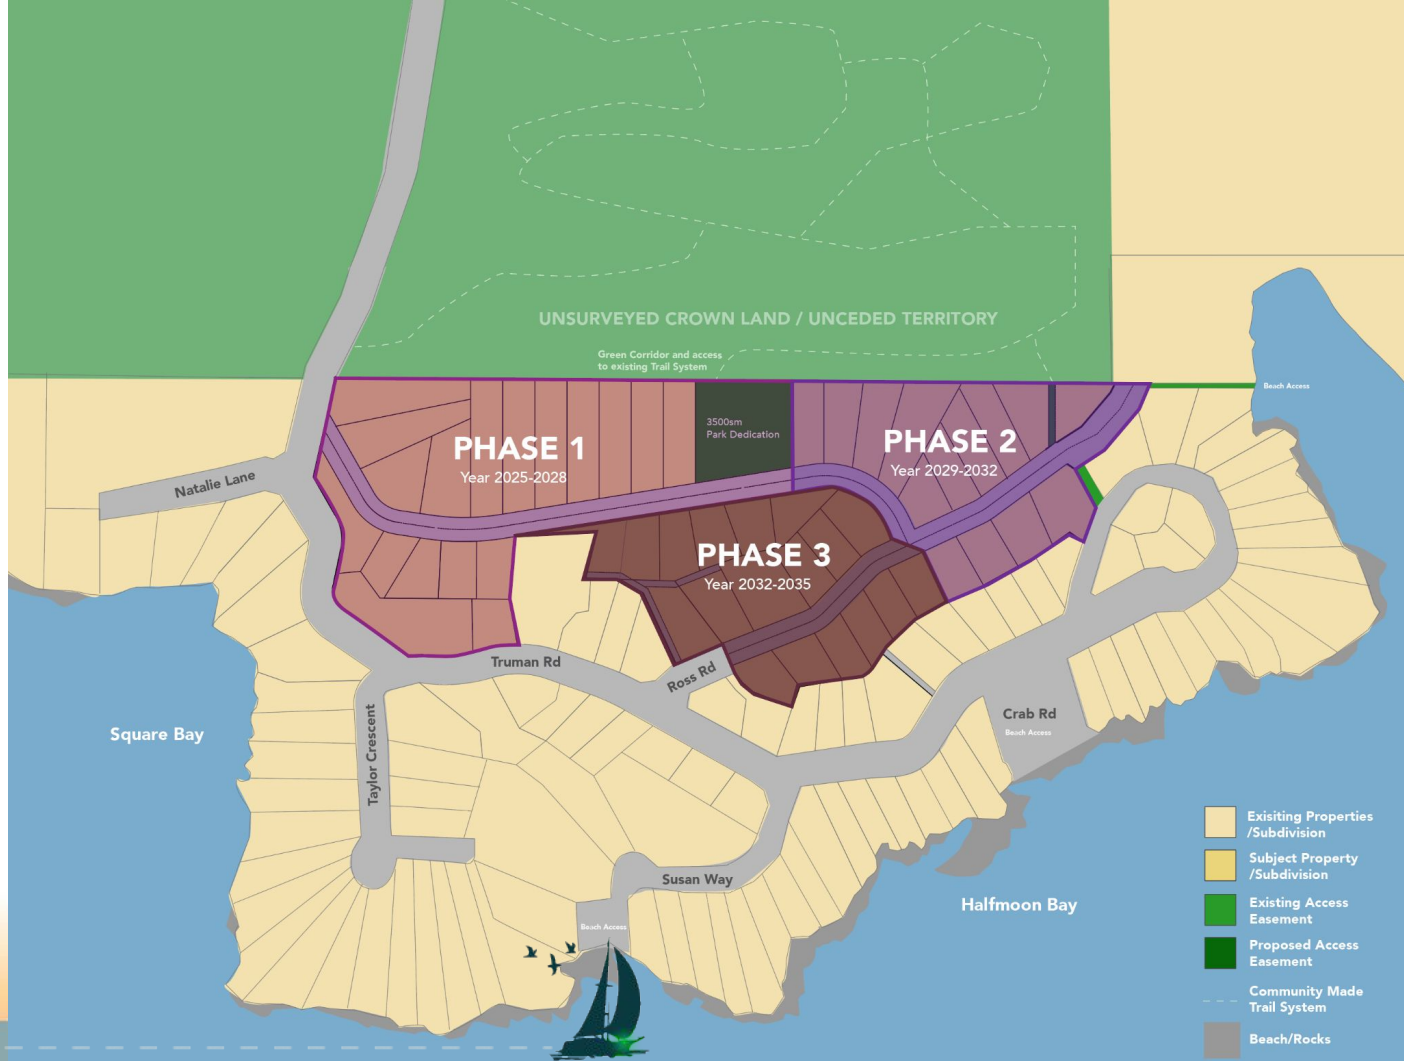 UNSURVEYED CROWN LAND / UNCEDED TERRITORY
Green Corridor and access
to existing Trail System
Beach Access
3500sm
Park Dedication
PHASE 1
Year 2025-2028
PHASE 2
Year 2029-2032
Natalie Lane
PHASE 3
Year 2032-2035
Truman Rd
Ross Rd
Square Bay
Taylor Crescent
Crab Rd
Beach Access
Susan Way
Halfmoon Bay
Beach Access
Exisiting Properties
/Subdivision
Subject Property
/Subdivision
Existing Access
Easement
Proposed Access
Easement
Community Made
Trail System
Beach/Rocks